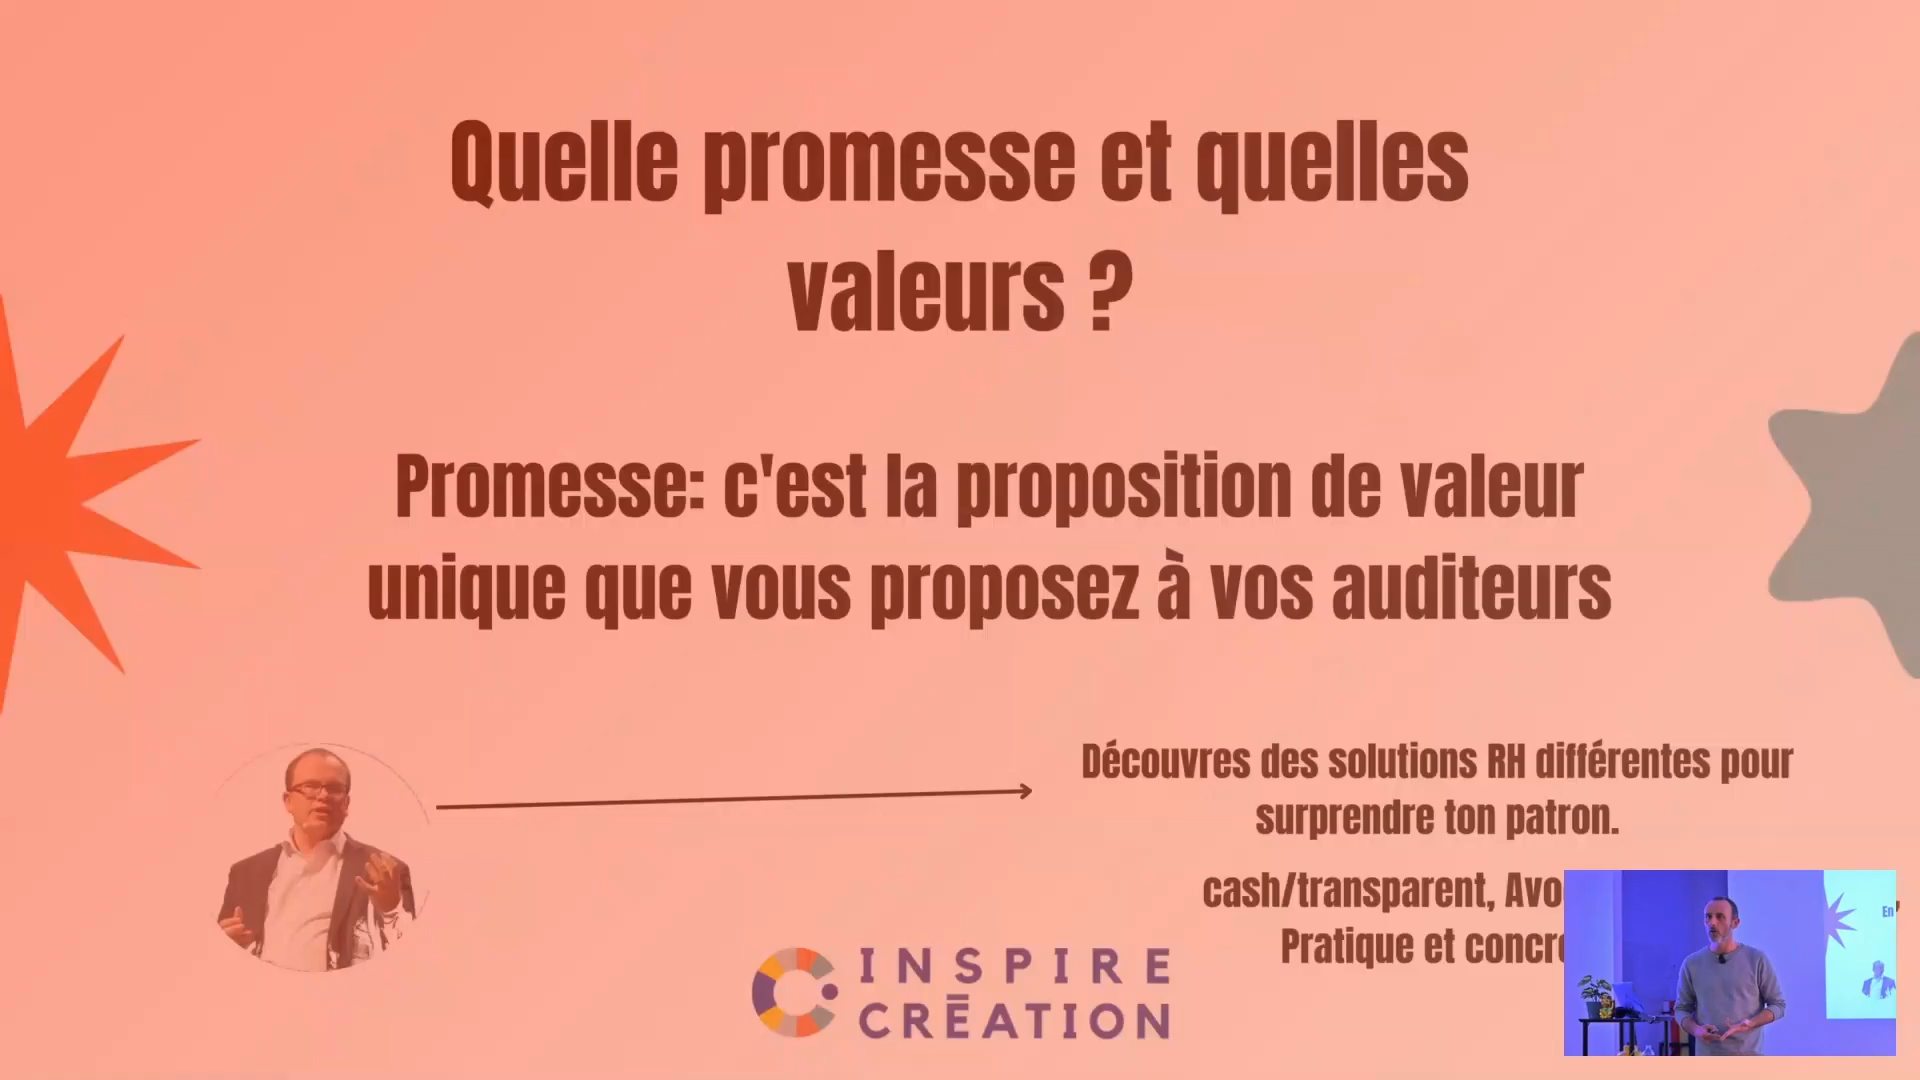 Quelle promesse et quelles
valeurs ?
Promesse: c'est la proposition de valeur
unique que vous proposez à vos auditeurs
Découvres des solutions RH différentes pour
surprendre ton patron.
cash/transparent,
Pratique et
INSPIRE
CRĒATION
En